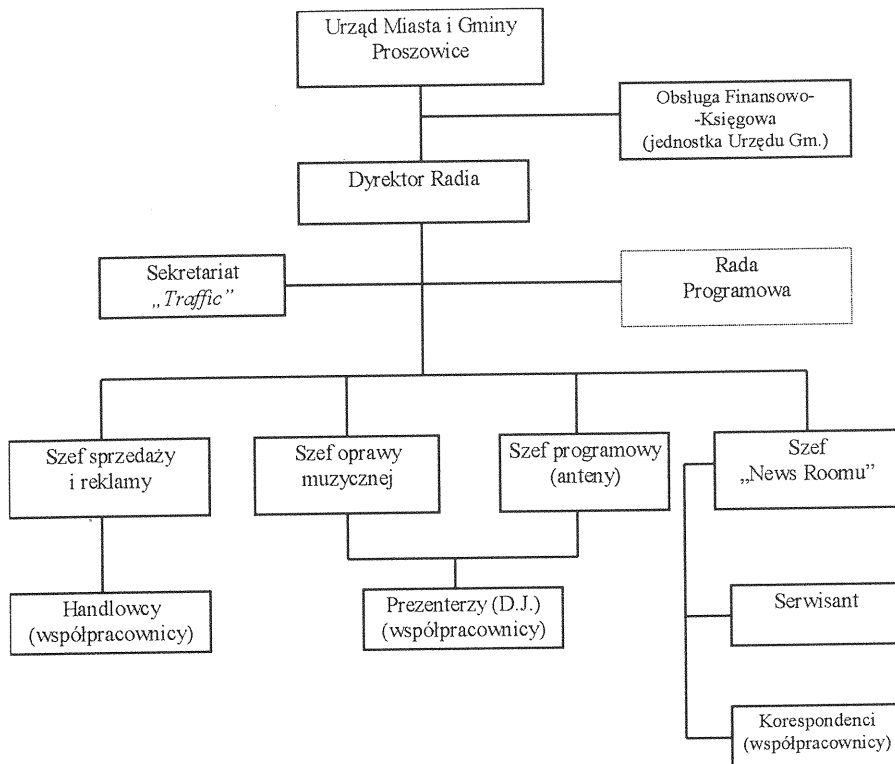 Urząd Miasta i Gminy
Proszowice
Obsługa Finansowo-
-Księgowa
(jednostka Urzędu Gm.)
Dyrektor Radia
Sekretariat
„Traffic”
Rada
Programowa
Szef sprzedaży
i reklamy
Szef oprawy
muzycznej
Szef programowy
(anteny)
Szef
„News Roomu”
Handlowcy
(współpracownicy)
Prezenterzy (D.J.)
(współpracownicy)
Serwisant
Korespondenci
(współpracownicy)